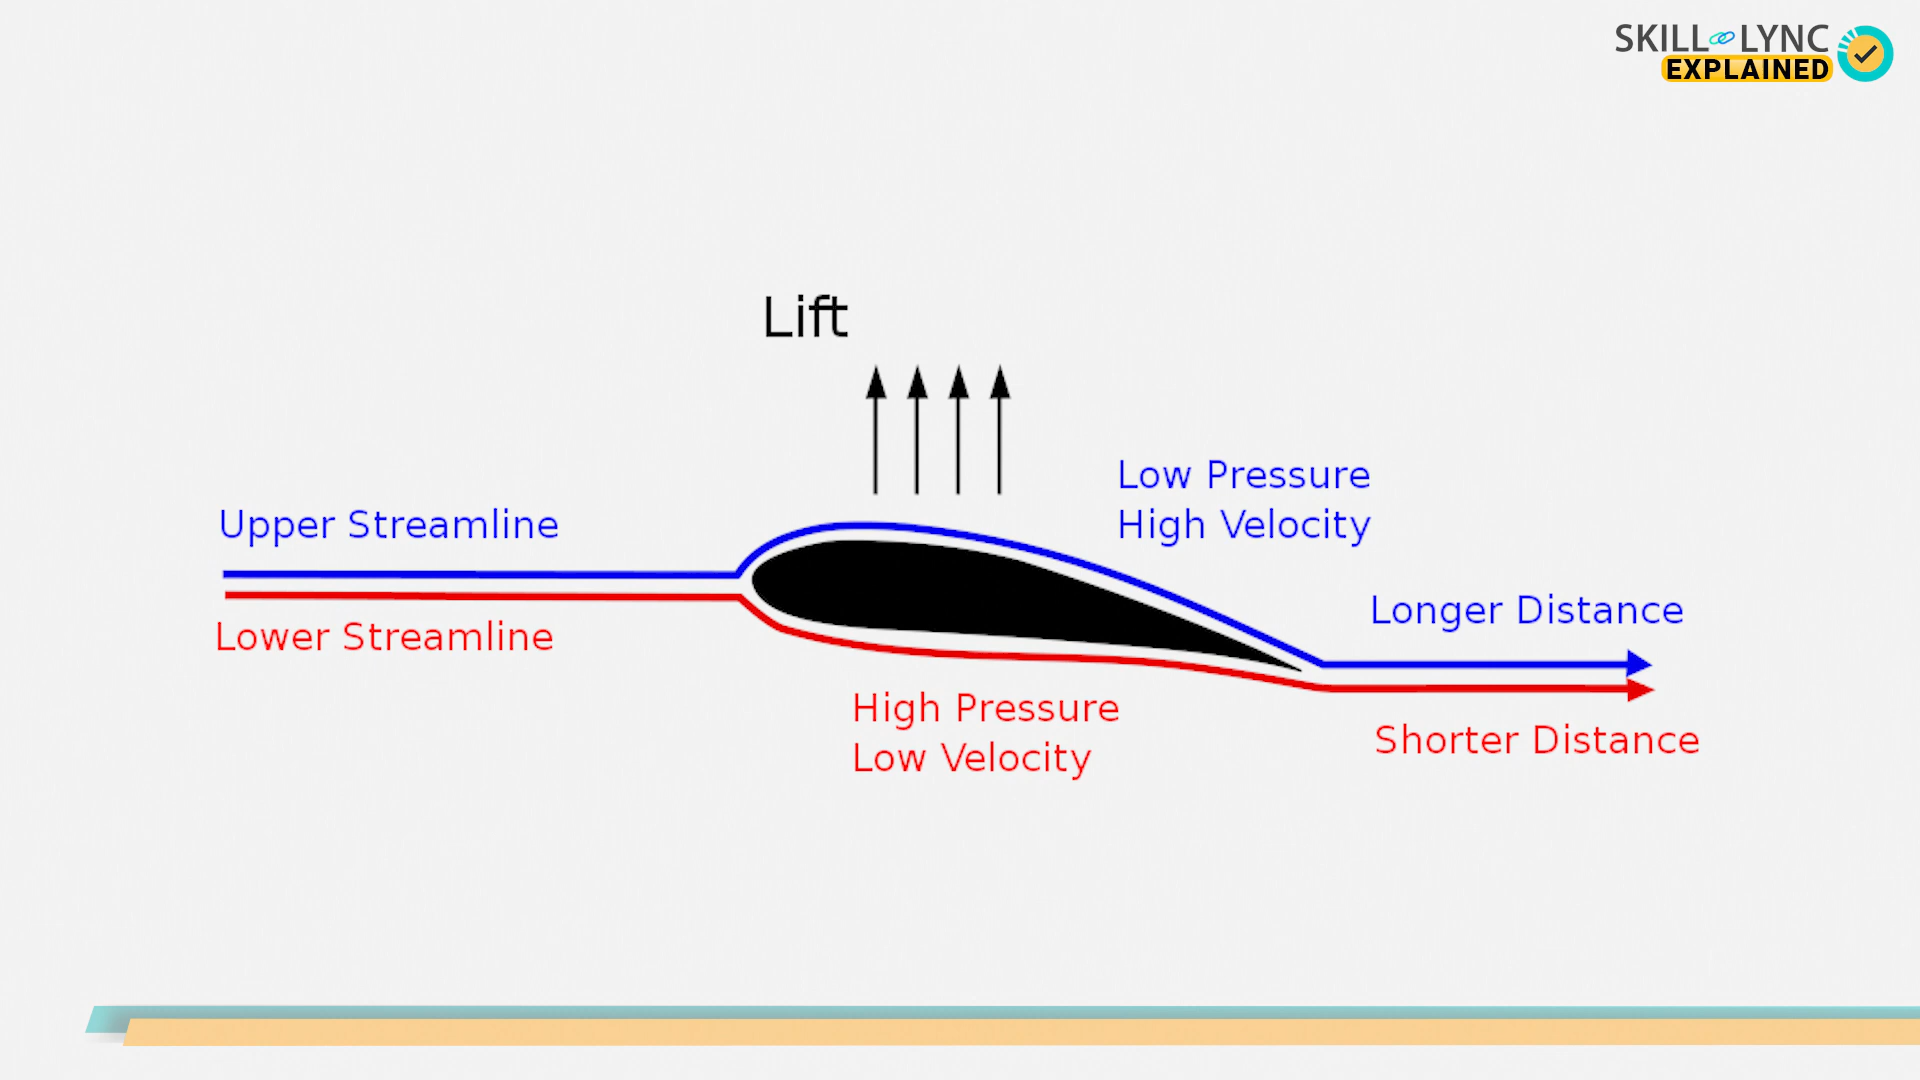 SKILL LYNC
EXPLAINED
Lift
Low Pressure
High Velocity
Upper Streamline
Lower Streamline
Longer Distance
High Pressure
Low Velocity
Shorter Distance